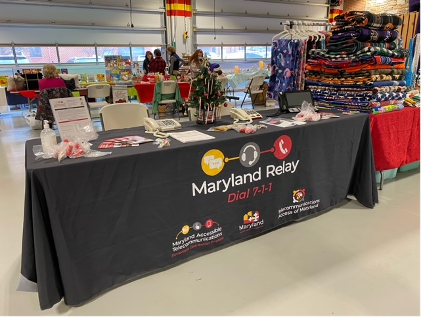 Maryland Relay
Dial 7-1-1
Maryland Accessible
Telecommunications
Maryland
Telecommunications
Access of Maryland